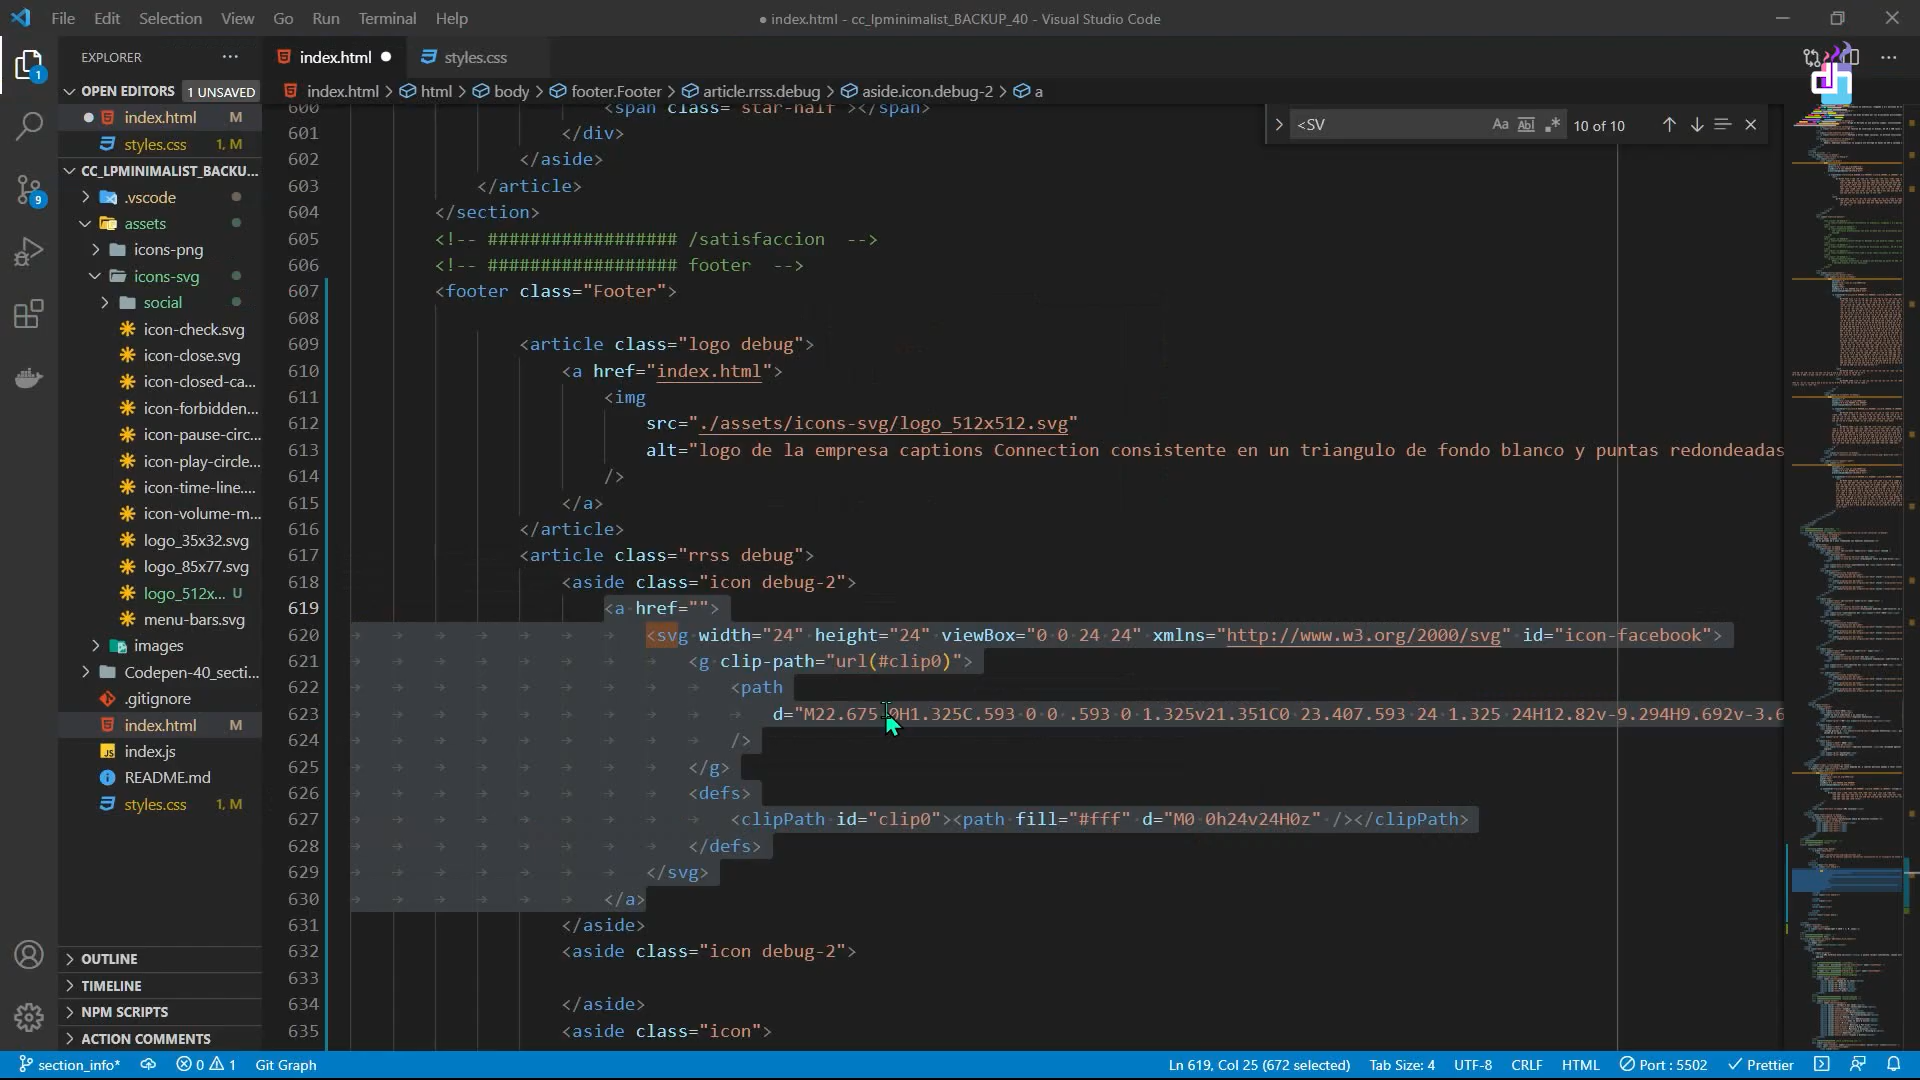 File Edit Selection View Go Run Terminal Help
● index.html - cc_lpminimalist_BACKUP_40 - Visual Studio Code
EXPLORER
index.html
styles.css
OPEN EDITORS 1 UNSAVED
index.html M
styles.css 1, M
CC_LPMINIMALIST_BACKU...
.vscode
assets
icons-png
icons-svg
social
icon-check.svg
icon-close.svg
icon-closed-ca...
icon-forbidden...
icon-pause-circ...
icon-play-circle...
icon-time-line....
icon-volume-m...
logo_35x32.svg
logo_85x77.svg
logo_512x... U
menu-bars.svg
images
Codepen-40_secti...
.gitignore
index.html M
index.js
README.md
styles.css 1, M
OUTLINE
TIMELINE
NPM SCRIPTS
ACTION COMMENTS
1
9
index.html > html > body > footer.Footer > article.rrss.debug > aside.icon.debug-2 > a
<SV
10 of 10
dh
600 <span class="star-half"></span>
601 </div>
602 </aside>
603 </article>
604 </section>
605 <!-- ################## /satisfaccion -->
606 <!-- ################## footer -->
607 <footer class="Footer">
608
609 <article class="logo debug">
610 <a href="index.html">
611 <img
612 src="./assets/icons-svg/logo_512x512.svg"
613 alt="logo de la empresa captions Connection consistente en un triangulo de fondo blanco y puntas redondeadas
614 />
615 </a>
616 </article>
617 <article class="rrss debug">
618 <aside class="icon debug-2">
619 <a href="">
620 <svg width="24" height="24" viewBox="0 0 24 24" xmlns="http://www.w3.org/2000/svg" id="icon-facebook">
621 <g clip-path="url(#clip0)">
622 <path
623 d="M22.675 0H1.325C.593 0 0 .593 0 1.325v21.351C0 23.407.593 24 1.325 24H12.82v-9.294H9.692v-3.6
624 />
625 </g>
626 <defs>
627 <clipPath id="clip0"><path fill="#fff" d="M0 0h24v24H0z" /></clipPath>
628 </defs>
629 </svg>
630 </a>
631 </aside>
632 <aside class="icon debug-2">
633
634 </aside>
635 <aside class="icon">
section_info* 0 1 Git Graph
Ln 619, Col 25 (672 selected) Tab Size: 4 UTF-8 CRLF HTML Port : 5502 Prettier